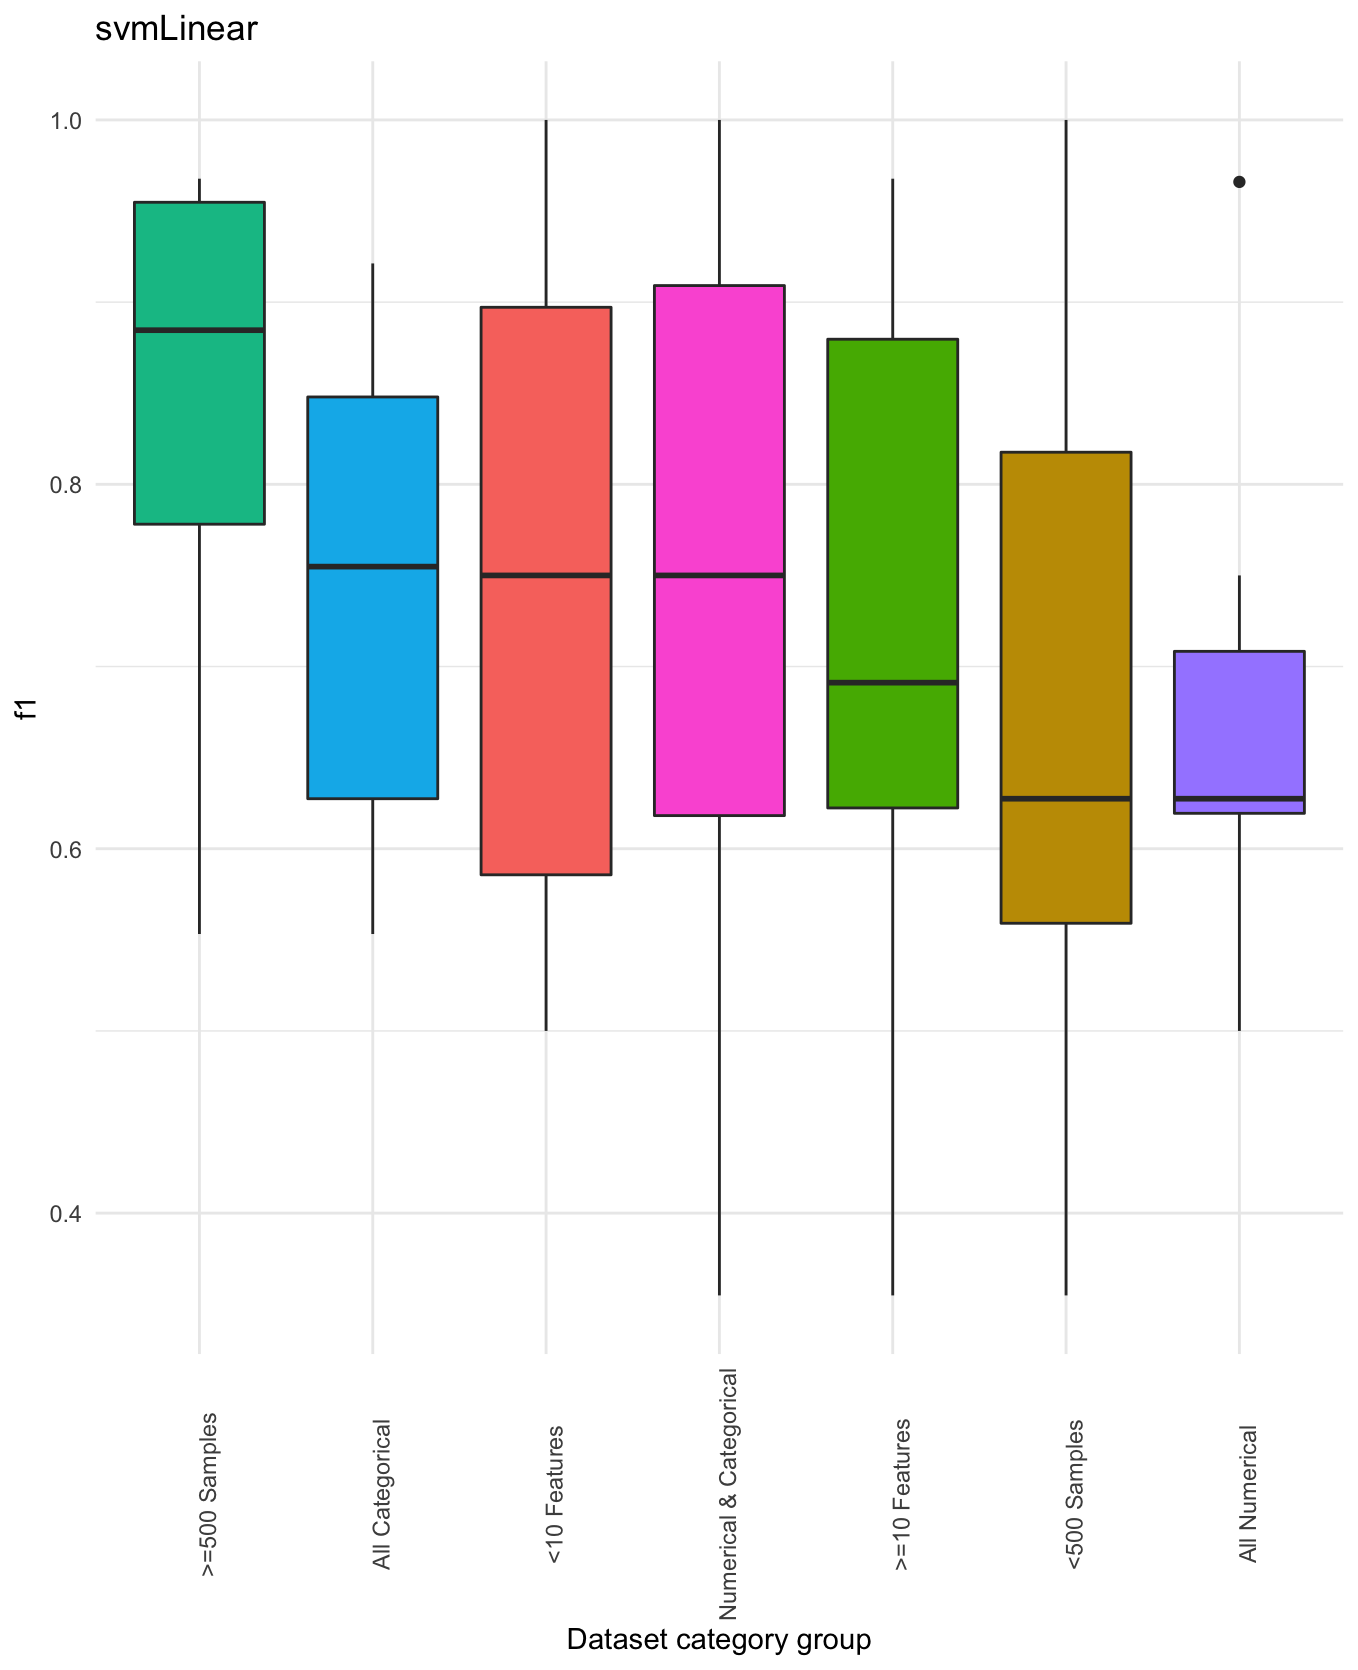 svmLinear
1.0
0.8
0.6
0.4
f1
>=500 Samples
All Categorical
<10 Features
Numerical & Categorical
>=10 Features
<500 Samples
All Numerical
Dataset category group